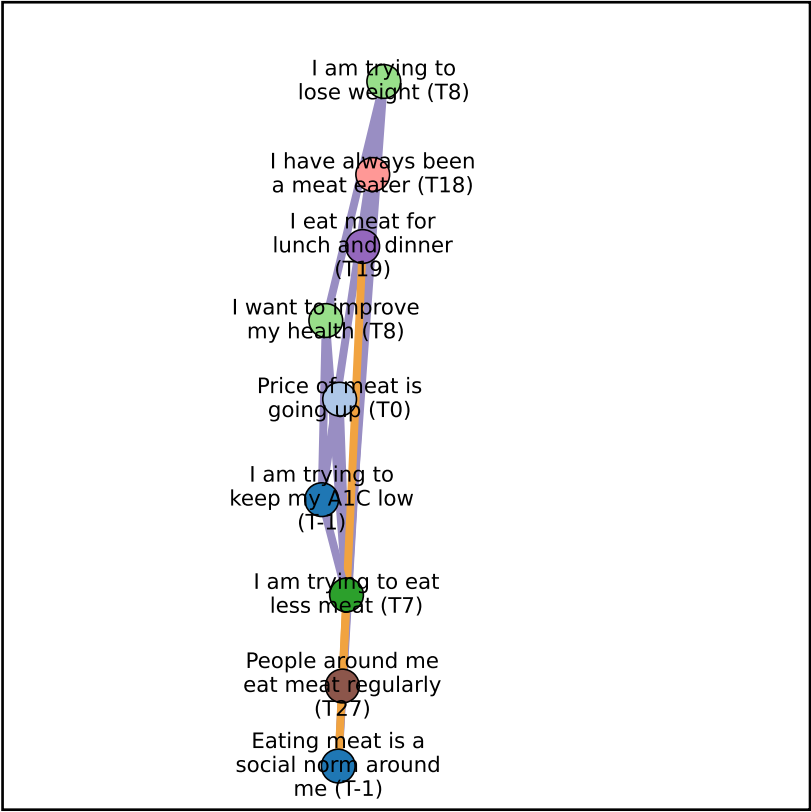 I am trying to
lose weight (T8)
I have always been
a meat eater (T18)
I eat meat for
lunch and dinner
(T19)
I want to improve
my health (T8)
Price of meat is
going up (T0)
I am trying to
keep my A1C low
(T-1)
I am trying to eat
less meat (T7)
People around me
eat meat regularly
(T27)
Eating meat is a
social norm around
me (T-1)